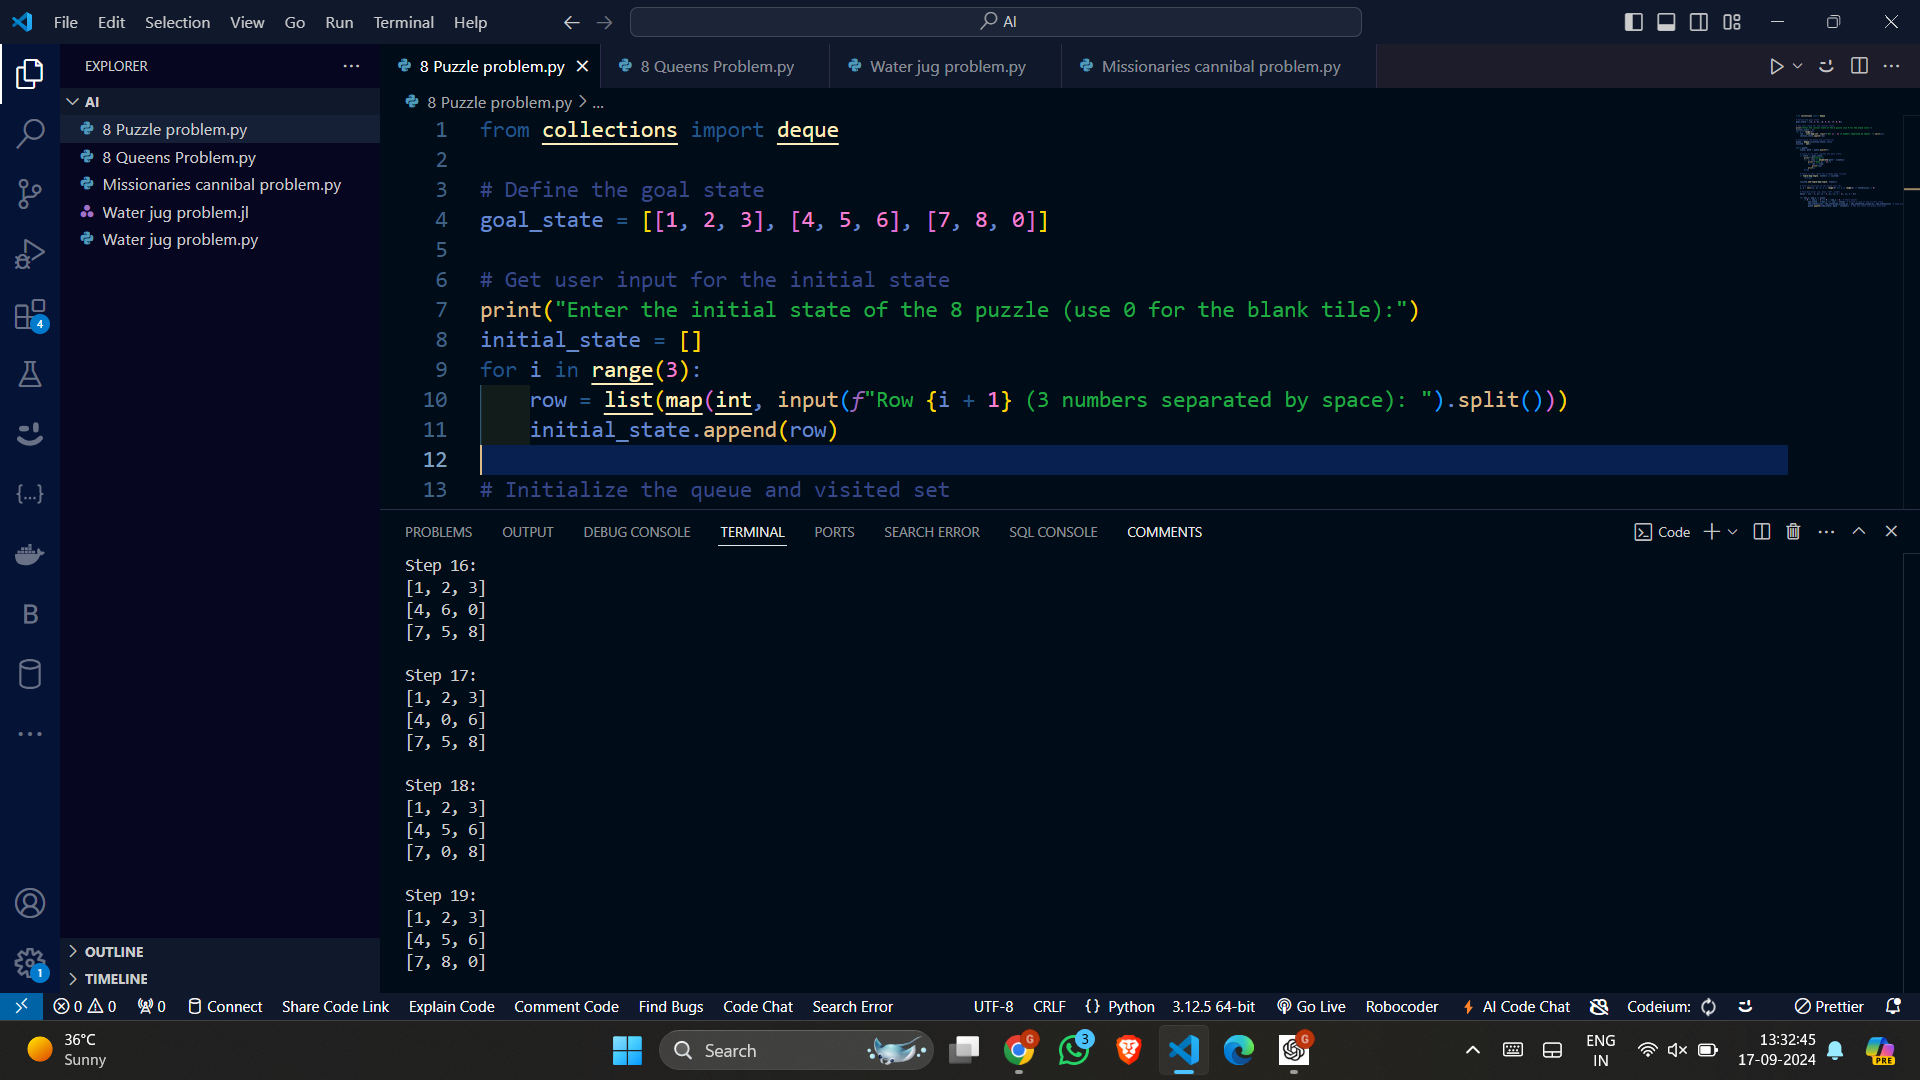 File Edit Selection View Go Run Terminal Help
AI
EXPLORER
AI
8 Puzzle problem.py
8 Queens Problem.py
Missionaries cannibal problem.py
Water jug problem.jl
Water jug problem.py
OUTLINE
TIMELINE
4
B
1
8 Puzzle problem.py 8 Queens Problem.py Water jug problem.py Missionaries cannibal problem.py
8 Puzzle problem.py > ...
1 from collections import deque
2
3 # Define the goal state
4 goal_state = [[1, 2, 3], [4, 5, 6], [7, 8, 0]]
5
6 # Get user input for the initial state
7 print("Enter the initial state of the 8 puzzle (use 0 for the blank tile):")
8 initial_state = []
9 for i in range(3):
10 row = list(map(int, input(f"Row {i + 1} (3 numbers separated by space): ").split()))
11 initial_state.append(row)
12
13 # Initialize the queue and visited set
PROBLEMS OUTPUT DEBUG CONSOLE TERMINAL PORTS SEARCH ERROR SQL CONSOLE COMMENTS Code
Step 16:
[1, 2, 3]
[4, 6, 0]
[7, 5, 8]
Step 17:
[1, 2, 3]
[4, 0, 6]
[7, 5, 8]
Step 18:
[1, 2, 3]
[4, 5, 6]
[7, 0, 8]
Step 19:
[1, 2, 3]
[4, 5, 6]
[7, 8, 0]
0 0 0 Connect Share Code Link Explain Code Comment Code Find Bugs Code Chat Search Error UTF-8 CRLF {} Python 3.12.5 64-bit Go Live Robocoder AI Code Chat Codeium: Prettier
36°C
Sunny
Search
G
3
G
ENG
IN
13:32:45
17-09-2024
PRE